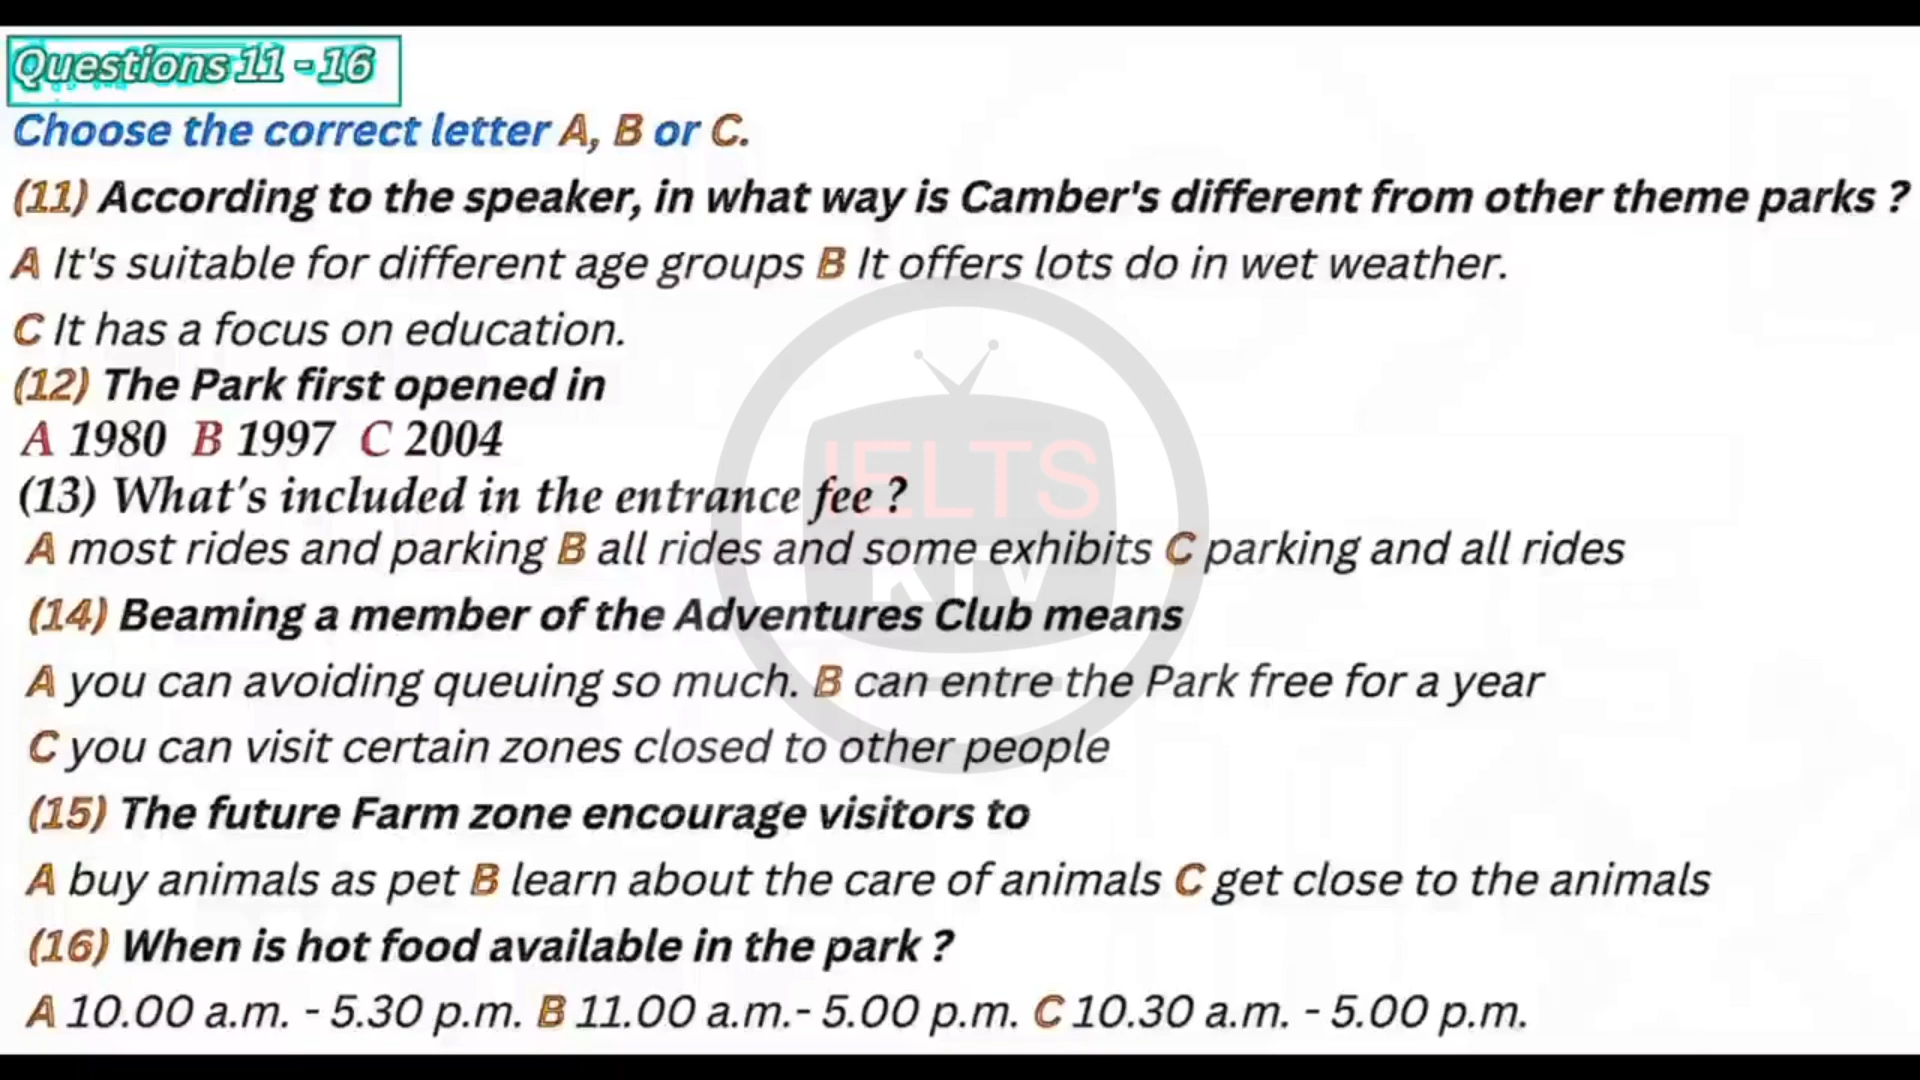 Questions 11 - 16
Choose the correct letter A, B or C.
(11) According to the speaker, in what way is Camber's different from other theme parks ?
A It's suitable for different age groups B It offers lots do in wet weather.
C It has a focus on education.
(12) The Park first opened in
A 1980 B 1997 C 2004
(13) What's included in the entrance fee ?
A most rides and parking B all rides and some exhibits C parking and all rides
(14) Beaming a member of the Adventures Club means
A you can avoiding queuing so much. B can entre the Park free for a year
C you can visit certain zones closed to other people
(15) The future Farm zone encourage visitors to
A buy animals as pet B learn about the care of animals C get close to the animals
(16) When is hot food available in the park ?
A 10.00 a.m. - 5.30 p.m. B 11.00 a.m.- 5.00 p.m. C 10.30 a.m. - 5.00 p.m.
IELTS